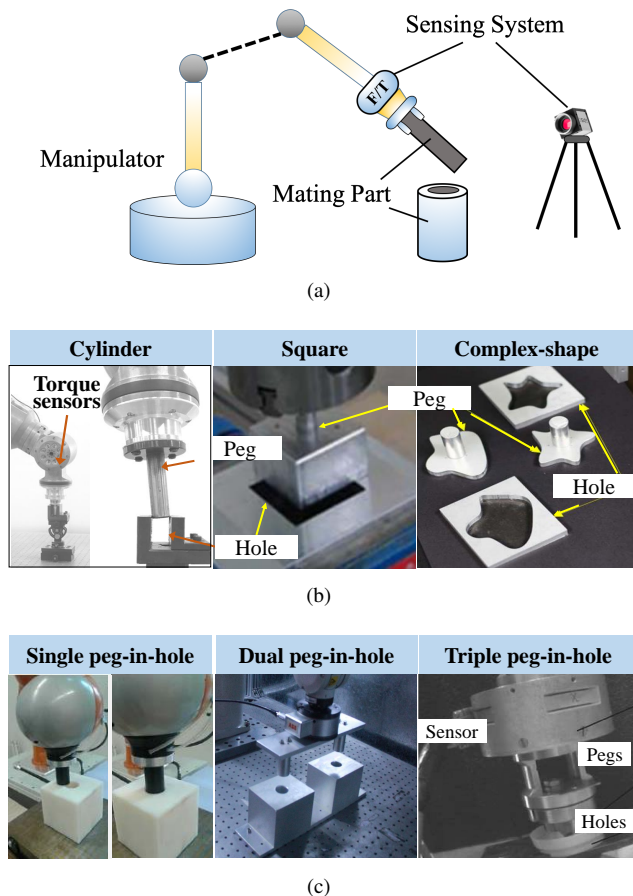 Sensing System
F/T
Manipulator
Mating Part
(a)
Cylinder
Square
Complex-shape
Torque
sensors
Peg
Peg
Hole
Hole
(b)
Single peg-in-hole
Dual peg-in-hole
Triple peg-in-hole
Sensor
Pegs
Holes
(c)